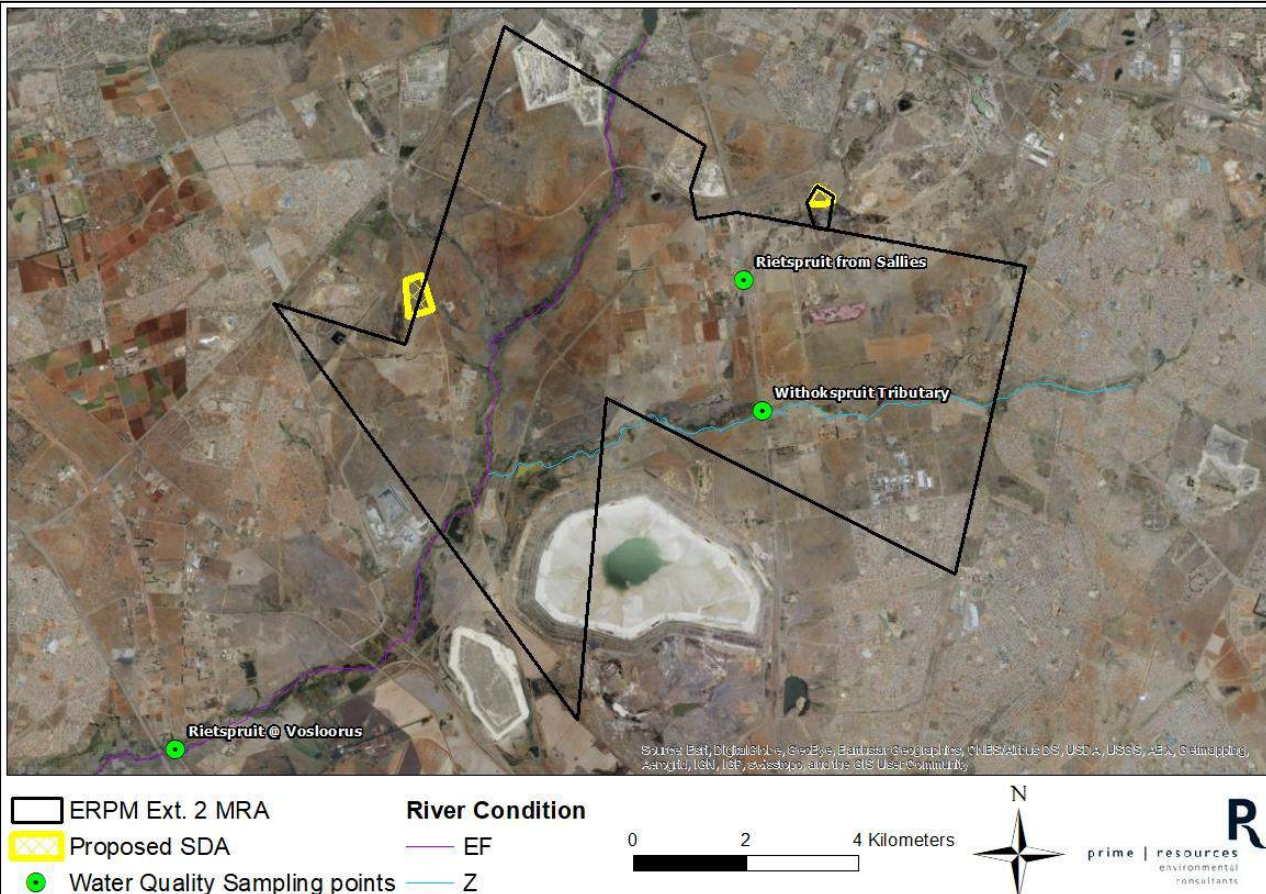 Rietspruit from Sallies
Withokspruit Tributary
Rietspruit @ Vosloorus
Source: Esri, DigitalGlobe, GeoEye, Earthstar Geographics, CNES/Airbus DS, USDA, USGS, AEX, Getmapping,
Aerogrid, IGN, IGP, swisstopo, and the GIS User Community
ERPM Ext. 2 MRA
Proposed SDA
Water Quality Sampling points
River Condition
EF
Z
0 2 4 Kilometers
N
R
prime | resources
environmental
consultants